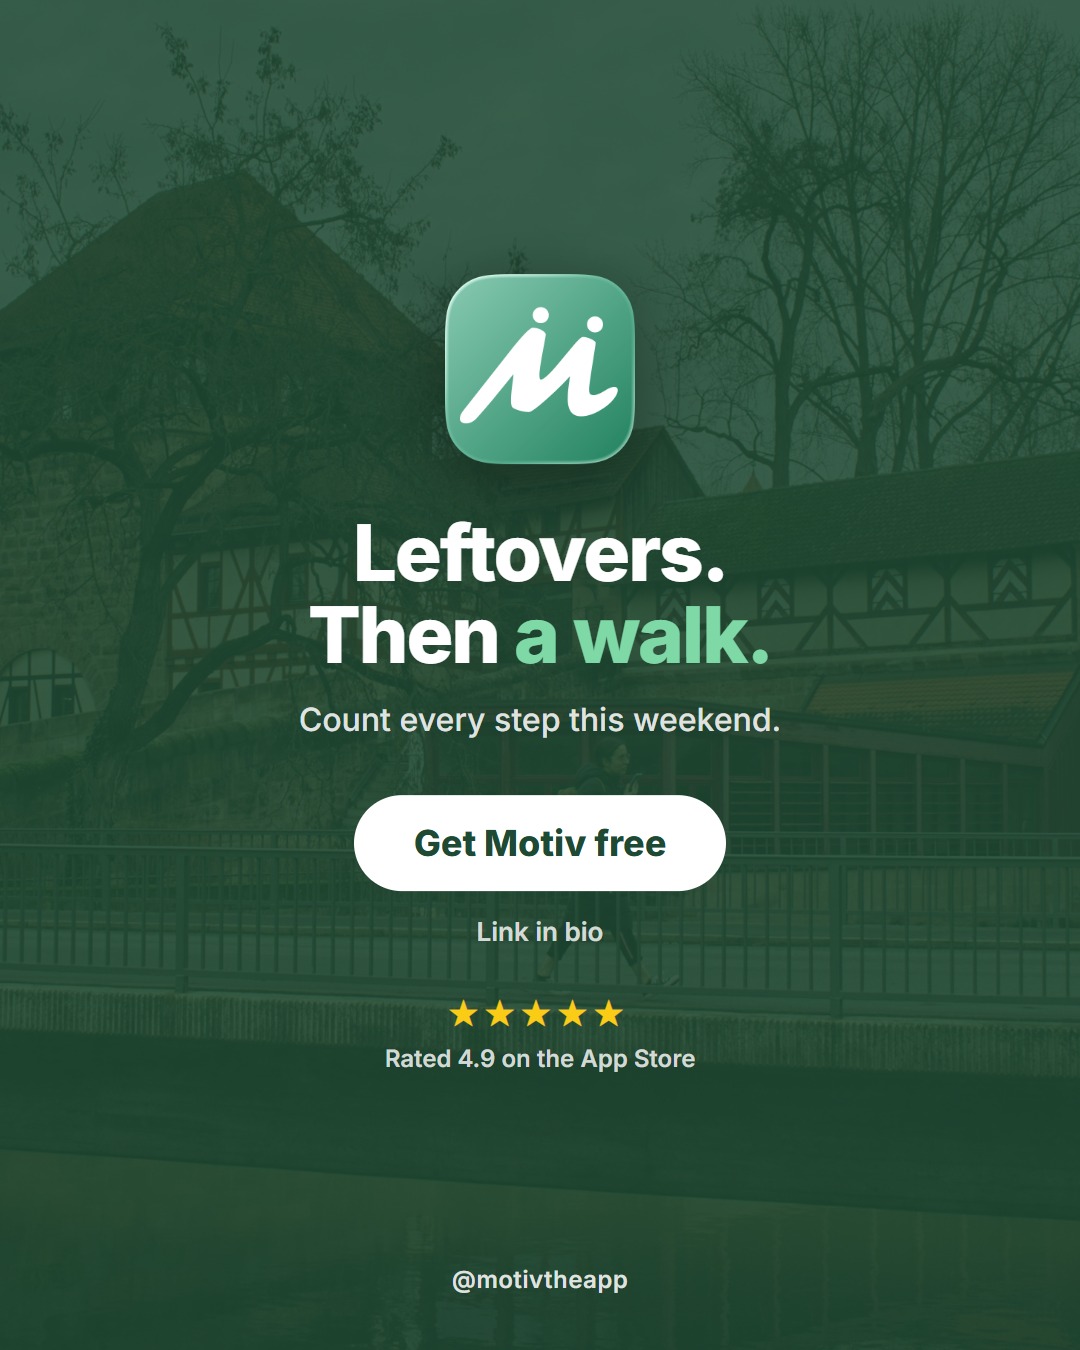 Leftovers.
Then a walk.
Count every step this weekend.
Get Motiv free
Link in bio
★★★★★
Rated 4.9 on the App Store
@motivtheapp